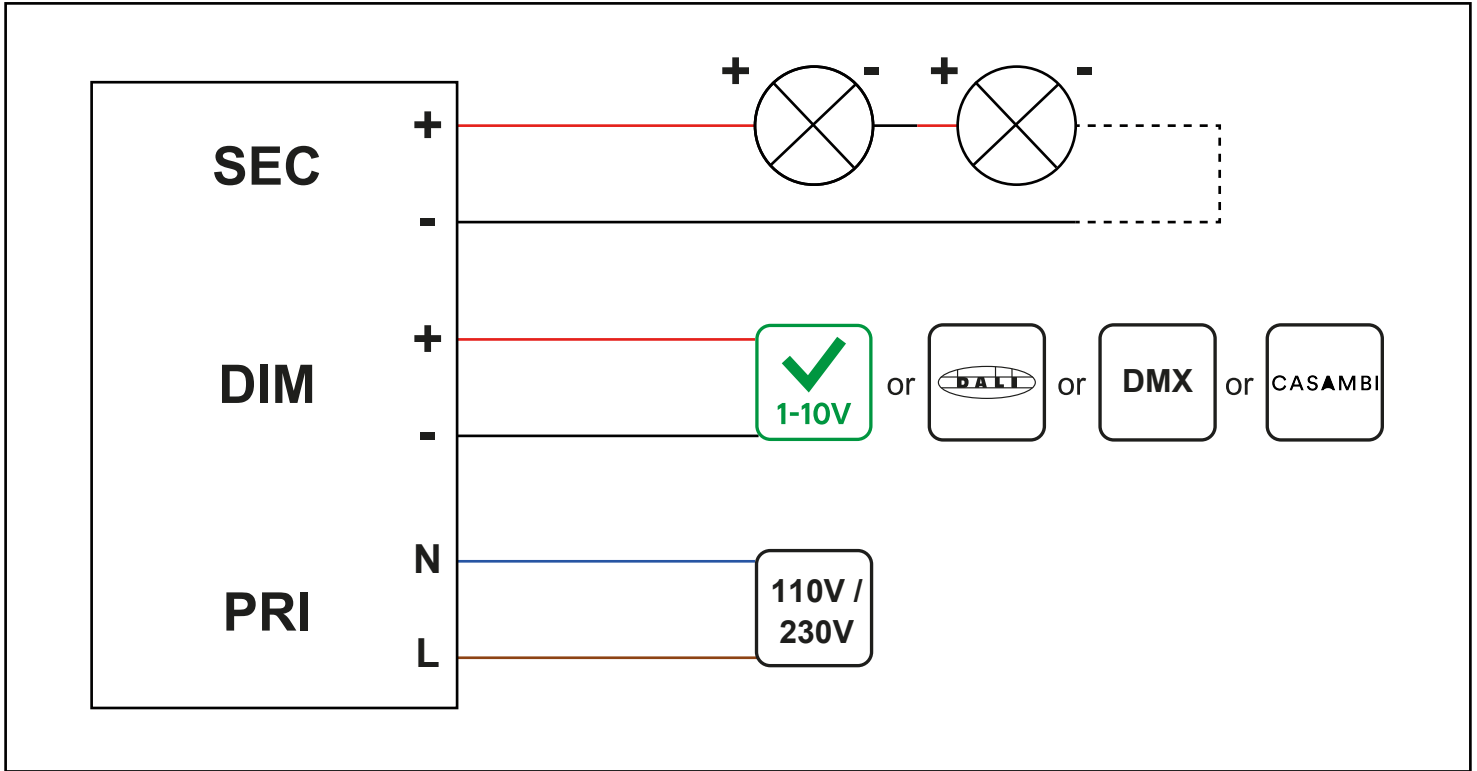 + - + -
SEC
+
-
DIM
+
-
1-10V or DALI or DMX or CASAMBI
PRI
N
L
110V /
230V